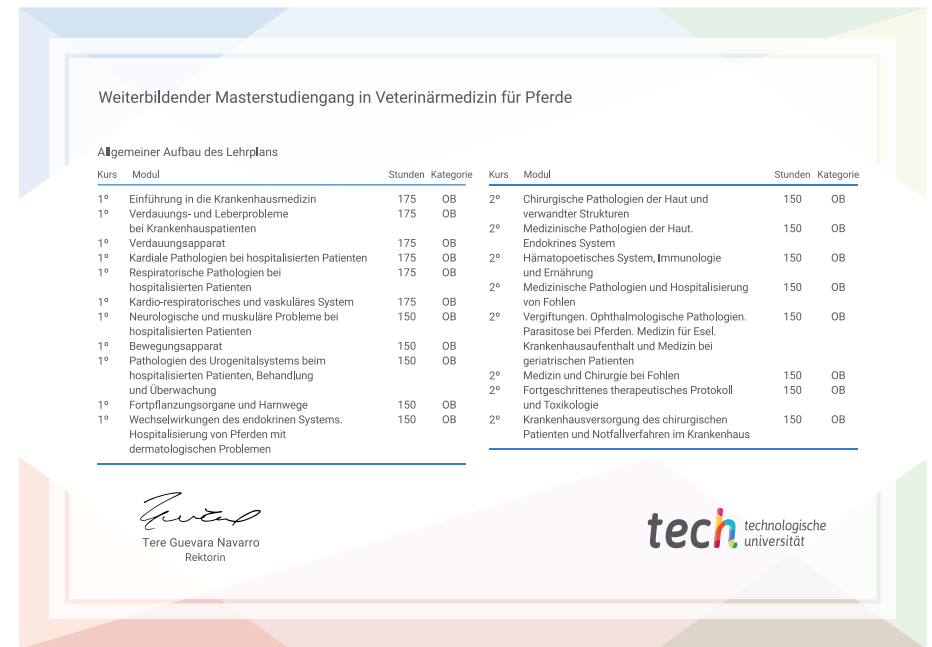 Weiterbildender Masterstudiengang in Veterinärmedizin für Pferde
Allgemeiner Aufbau des Lehrplans
Kurs Modul Stunden Kategorie
1º Einführung in die Krankenhausmedizin 175 OB
1º Verdauungs- und Leberprobleme 175 OB
bei Krankenhauspatienten
1º Verdauungsapparat 175 OB
1º Kardiale Pathologien bei hospitalisierten Patienten 175 OB
1º Respiratorische Pathologien bei 175 OB
hospitalisierten Patienten
1º Kardio-respiratorisches und vaskuläres System 175 OB
1º Neurologische und muskuläre Probleme bei 150 OB
hospitalisierten Patienten
1º Bewegungsapparat 150 OB
1º Pathologien des Urogenitalsystems beim 150 OB
hospitalisierten Patienten, Behandlung
und Überwachung
1º Fortpflanzungsorgane und Harnwege 150 OB
1º Wechselwirkungen des endokrinen Systems. 150 OB
Hospitalisierung von Pferden mit
dermatologischen Problemen
Kurs Modul Stunden Kategorie
2º Chirurgische Pathologien der Haut und 150 OB
verwandter Strukturen
2º Medizinische Pathologien der Haut. 150 OB
Endokrines System
2º Hämatopoetisches System, Immunologie 150 OB
und Ernährung
2º Medizinische Pathologien und Hospitalisierung 150 OB
von Fohlen
2º Vergiftungen. Ophthalmologische Pathologien. 150 OB
Parasitose bei Pferden. Medizin für Esel.
Krankenhausaufenthalt und Medizin bei
geriatrischen Patienten
2º Medizin und Chirurgie bei Fohlen 150 OB
2º Fortgeschrittenes therapeutisches Protokoll 150 OB
und Toxikologie
2º Krankenhausversorgung des chirurgischen 150 OB
Patienten und Notfallverfahren im Krankenhaus
Tere Guevara Navarro
Rektorin
tech technologische
universität